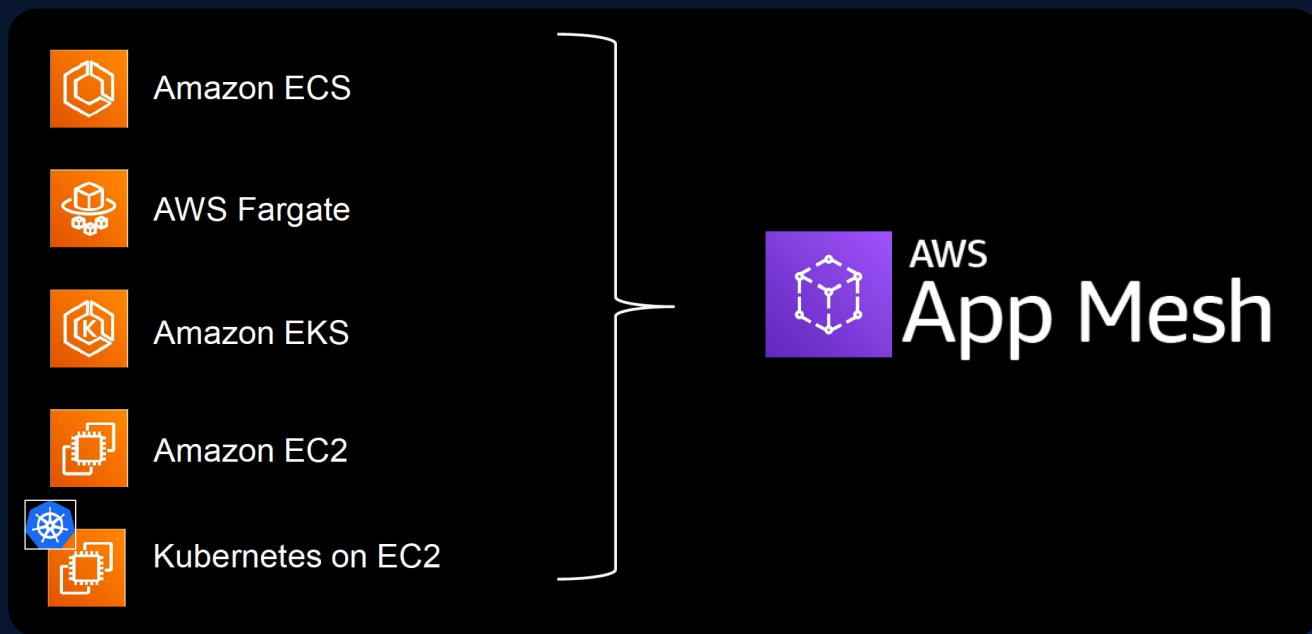 Amazon ECS
AWS Fargate
Amazon EKS
K
Amazon EC2
Kubernetes on EC2
AWS
App Mesh